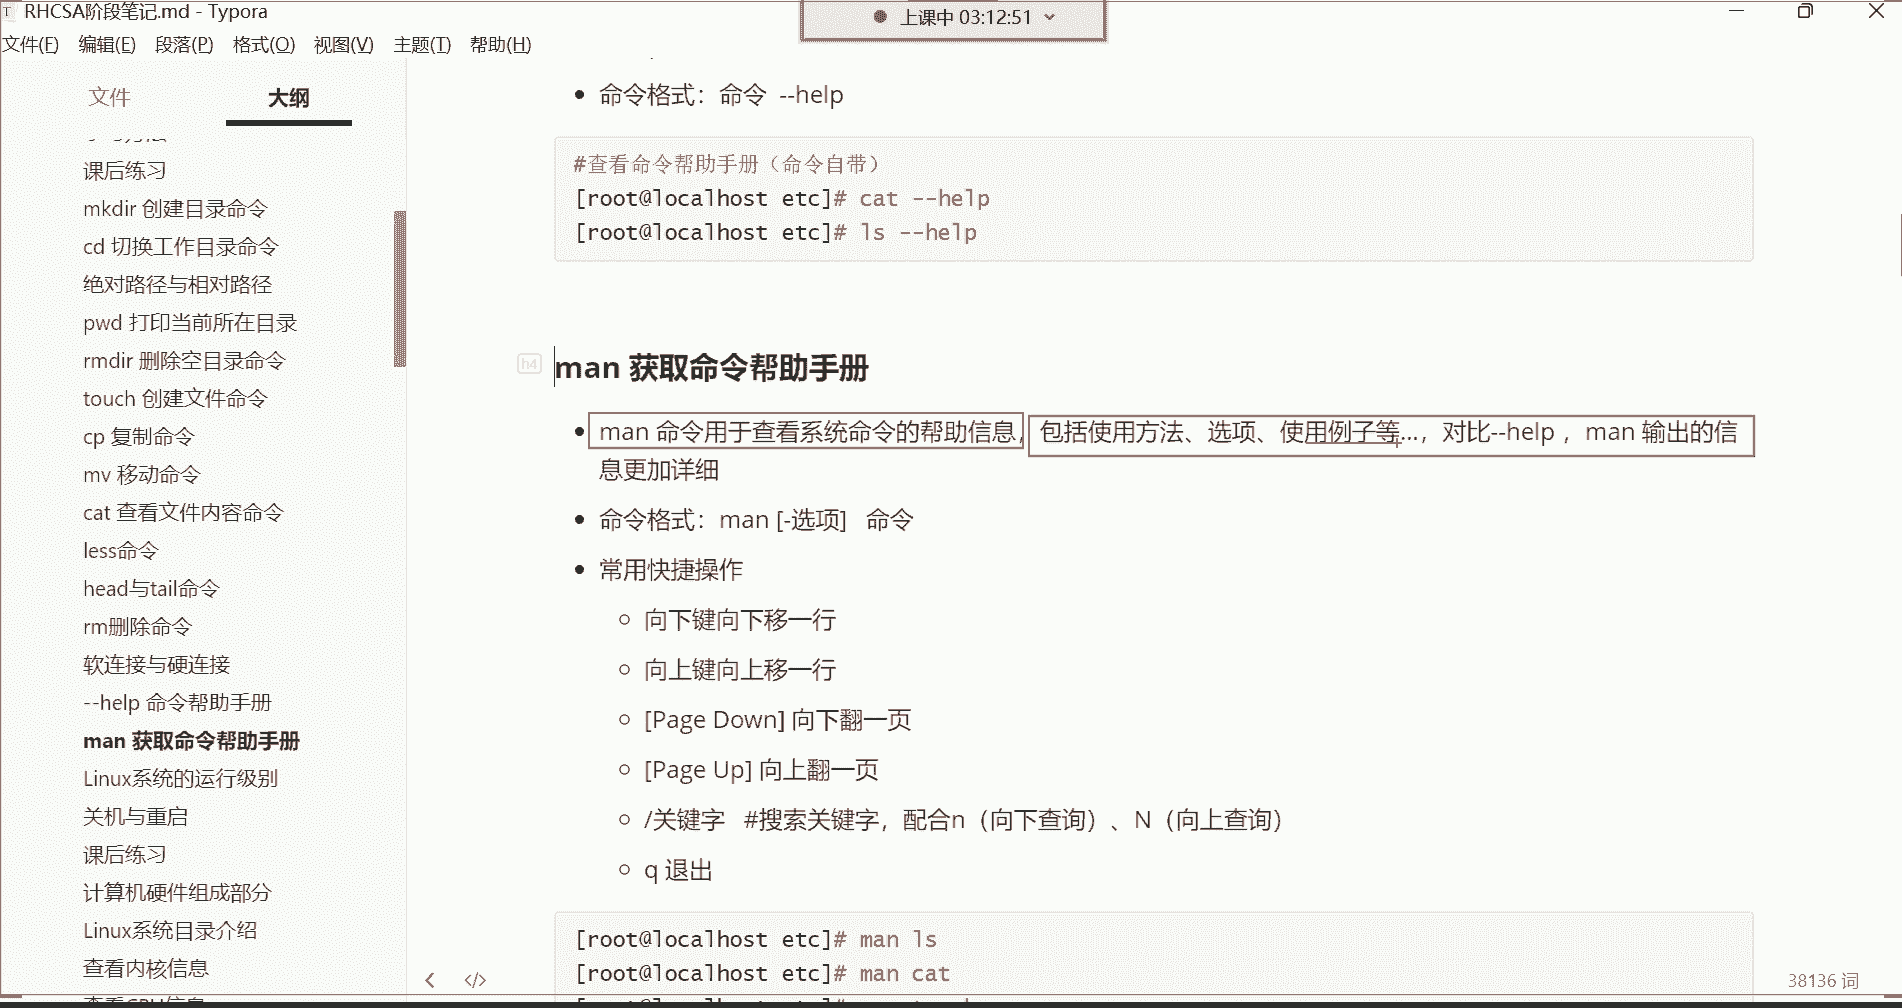 RHCSA阶段笔记.md - Typora
上课中 03:12:51
文件(F) 编辑(E) 段落(P) 格式(O) 视图(V) 主题(T) 帮助(H)
文件 大纲
课后练习
mkdir 创建目录命令
cd 切换工作目录命令
绝对路径与相对路径
pwd 打印当前所在目录
rmdir 删除空目录命令
touch 创建文件命令
cp 复制命令
mv 移动命令
cat 查看文件内容命令
less命令
head与tail命令
rm删除命令
软连接与硬连接
--help 命令帮助手册
man 获取命令帮助手册
Linux系统的运行级别
关机与重启
课后练习
计算机硬件组成部分
Linux系统目录介绍
查看内核信息
查看CPU信息
命令格式：命令 --help
#查看命令帮助手册（命令自带）
[root@localhost etc]# cat --help
[root@localhost etc]# ls --help
h4
man 获取命令帮助手册
man 命令用于查看系统命令的帮助信息，包括使用方法、选项、使用例子等...，对比--help ，man 输出的信
息更加详细
命令格式：man [-选项] 命令
常用快捷操作
向下键向下移一行
向上键向上移一行
[Page Down] 向下翻一页
[Page Up] 向上翻一页
/关键字 #搜索关键字，配合n（向下查询）、N（向上查询）
q 退出
[root@localhost etc]# man ls
[root@localhost etc]# man cat
38136 词